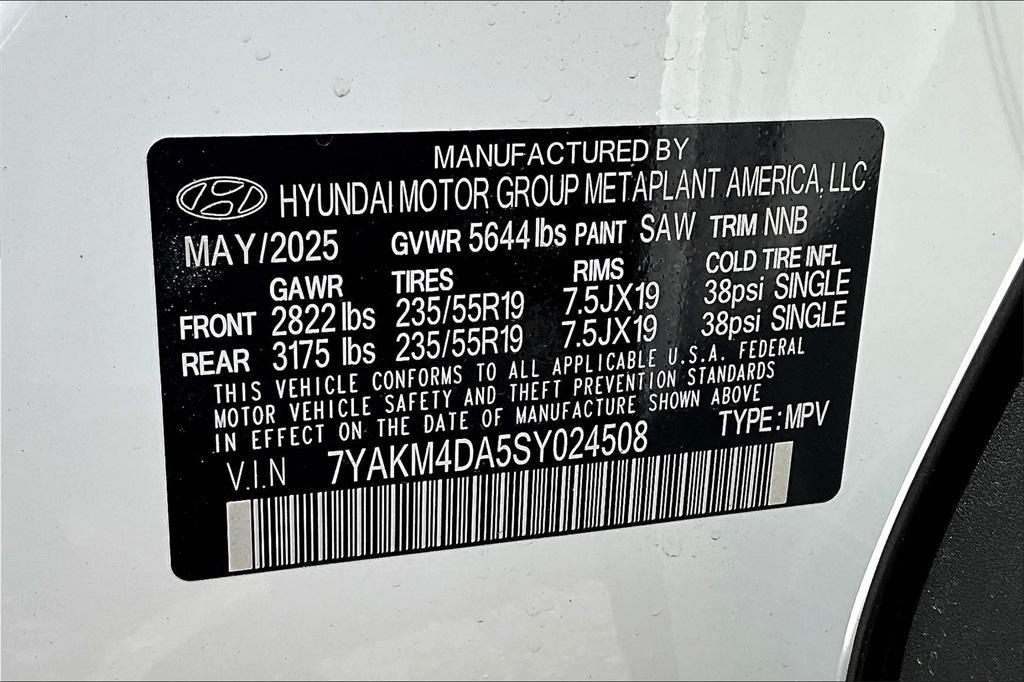 MANUFACTURED BY
HYUNDAI MOTOR GROUP METAPLANT AMERICA, LLC
MAY/2025 GVWR 5644 lbs PAINT SAW TRIM NNB
GAWR TIRES RIMS COLD TIRE INFL
FRONT 2822 lbs 235/55R19 7.5JX19 38psi SINGLE
REAR 3175 lbs 235/55R19 7.5JX19 38psi SINGLE
THIS VEHICLE CONFORMS TO ALL APPLICABLE U.S.A. FEDERAL
MOTOR VEHICLE SAFETY AND THEFT PREVENTION STANDARDS
IN EFFECT ON THE DATE OF MANUFACTURE SHOWN ABOVE
V.I.N 7YAKM4DA5SY024508 TYPE: MPV